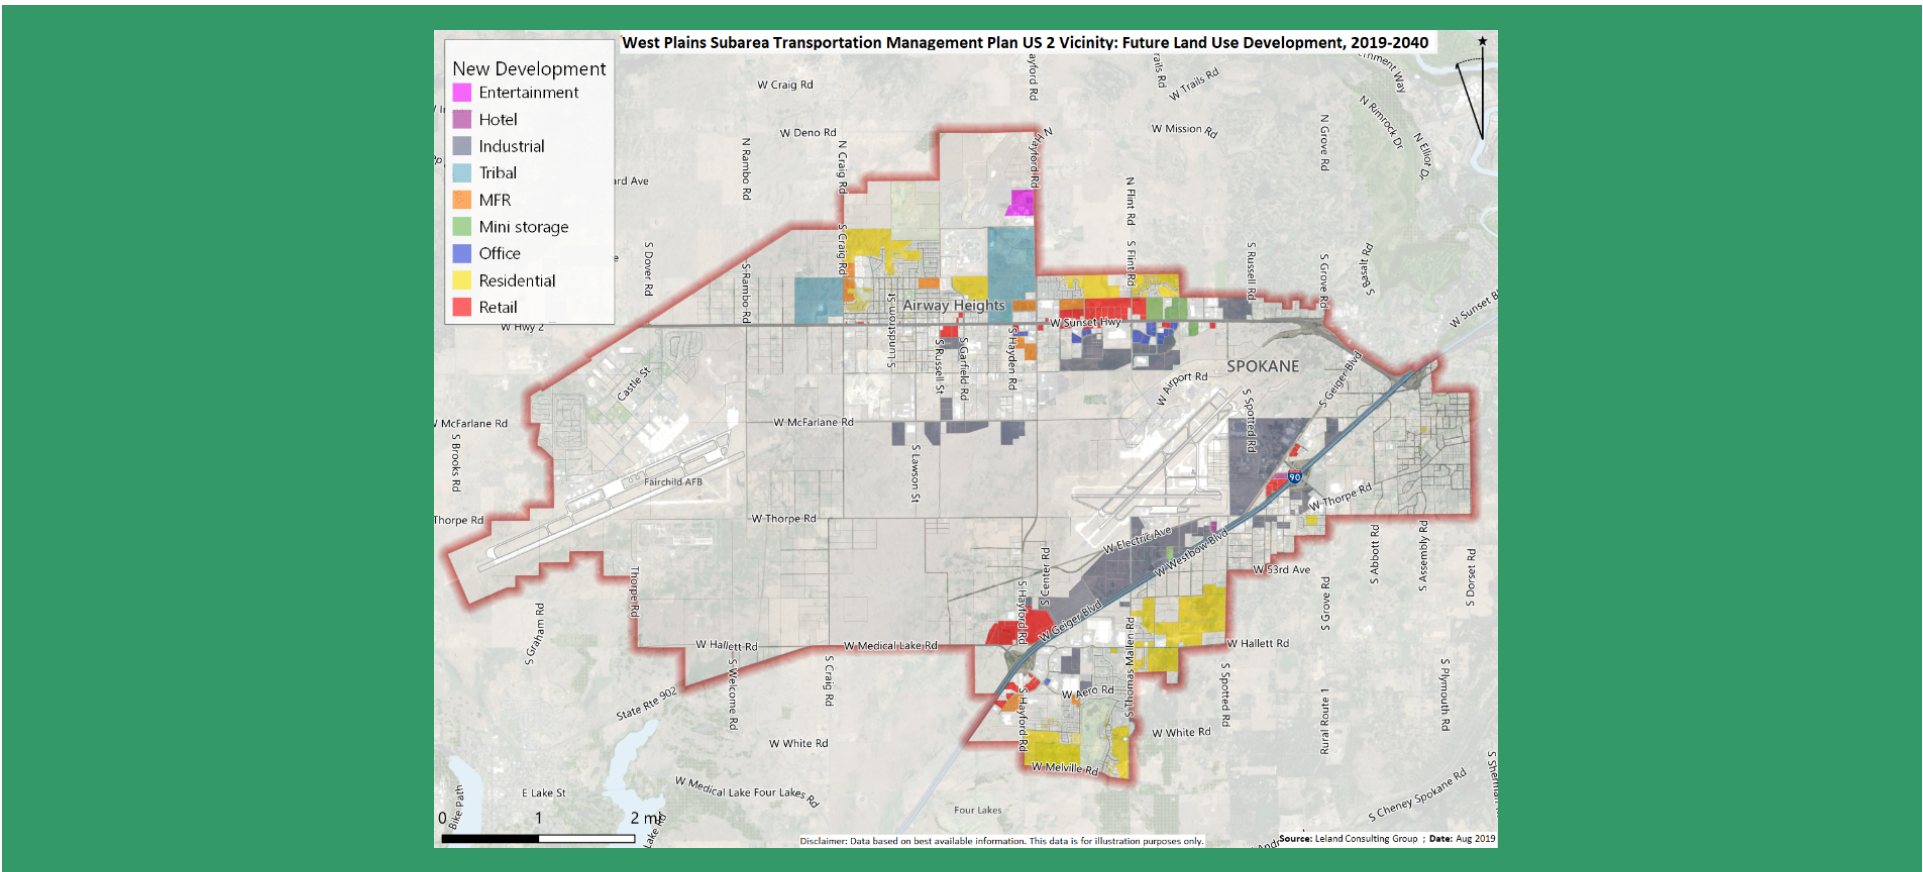 West Plains Subarea Transportation Management Plan US 2 Vicinity: Future Land Use Development, 2019-2040
New Development
Entertainment
Hotel
Industrial
Tribal
MFR
Mini storage
Office
Residential
Retail
W Craig Rd
W Trails Rd
W Deno Rd
W Mission Rd
N Rimrock Dr
N Elliot Dr
N Grove Rd
N Rambo Rd
N Craig Rd
N Flint Rd
S Dover Rd
S Rambo Rd
S Craig Rd
S Flint Rd
S Russell Rd
S Grove Rd
S Basalt Rd
Airway Heights
W Hwy 2
W Sunset Hwy
S Lundstrom St
S Russell St
S Garfield Rd
S Hayden Rd
SPOKANE
S Geiger Blvd
Castle St
W Airport Rd
S Spotted Rd
W McFarlane Rd
W McFarlane Rd
S Brooks Rd
S Lawson St
Fairchild AFB
90
W Thorpe Rd
Thorpe Rd
W Thorpe Rd
W Electric Ave
W Westbow Blvd
W 53rd Ave
S Abbott Rd
S Assembly Rd
S Dorset Rd
Thorpe Rd
S Center Rd
S Hayford Rd
W Geiger Blvd
S Grove Rd
S Graham Rd
W Hallett Rd
W Medical Lake Rd
S Thomas Mallen Rd
W Hallett Rd
S Welcome Rd
S Craig Rd
State Rte 902
W Aero Rd
S Hayford Rd
S Spotted Rd
Rural Route 1
S Plymouth Rd
W White Rd
W White Rd
W Melville Rd
W Medical Lake Four Lakes Rd
E Lake St
Bike Path
Four Lakes
S Cheney Spokane Rd
0 1 2 mi
Disclaimer: Data based on best available information. This data is for illustration purposes only.
Source: Leland Consulting Group ; Date: Aug 2019